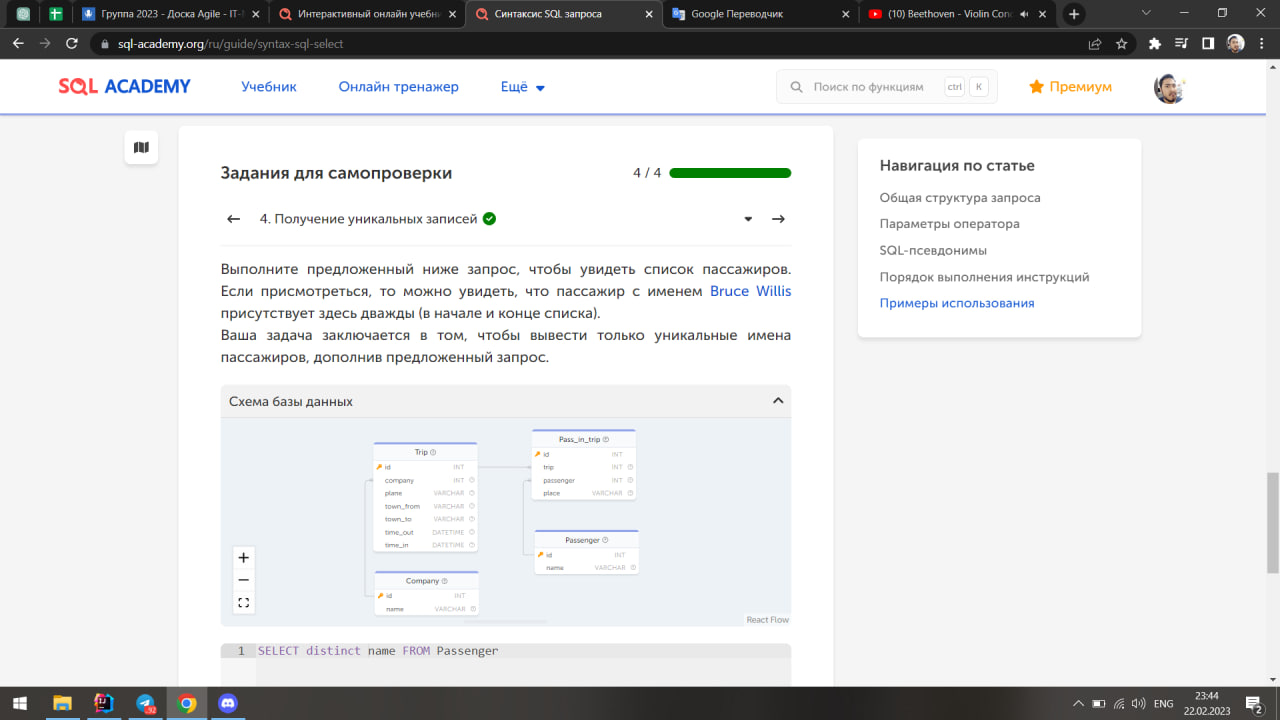 Группа 2023 - Доска Agile - IT-
Интерактивный онлайн учебни
Синтаксис SQL запроса
Google Переводчик
(10) Beethoven - Violin Con
sql-academy.org/ru/guide/syntax-sql-select
SQL ACADEMY
Учебник
Онлайн тренажер
Ещё
Поиск по функциям
ctrl
K
Премиум
Задания для самопроверки
4 / 4
4. Получение уникальных записей
Выполните предложенный ниже запрос, чтобы увидеть список пассажиров.
Если присмотреться, то можно увидеть, что пассажир с именем Bruce Willis
присутствует здесь дважды (в начале и конце списка).
Ваша задача заключается в том, чтобы вывести только уникальные имена
пассажиров, дополнив предложенный запрос.
Схема базы данных
Trip
id INT
company INT
plane VARCHAR
town_from VARCHAR
town_to VARCHAR
time_out DATETIME
time_in DATETIME
Company
id INT
name VARCHAR
Pass_in_trip
id INT
trip INT
passenger INT
place VARCHAR
Passenger
id INT
name VARCHAR
React Flow
1 SELECT distinct name FROM Passenger
Навигация по статье
Общая структура запроса
Параметры оператора
SQL-псевдонимы
Порядок выполнения инструкций
Примеры использования
92
ENG
23:44
22.02.2023
2